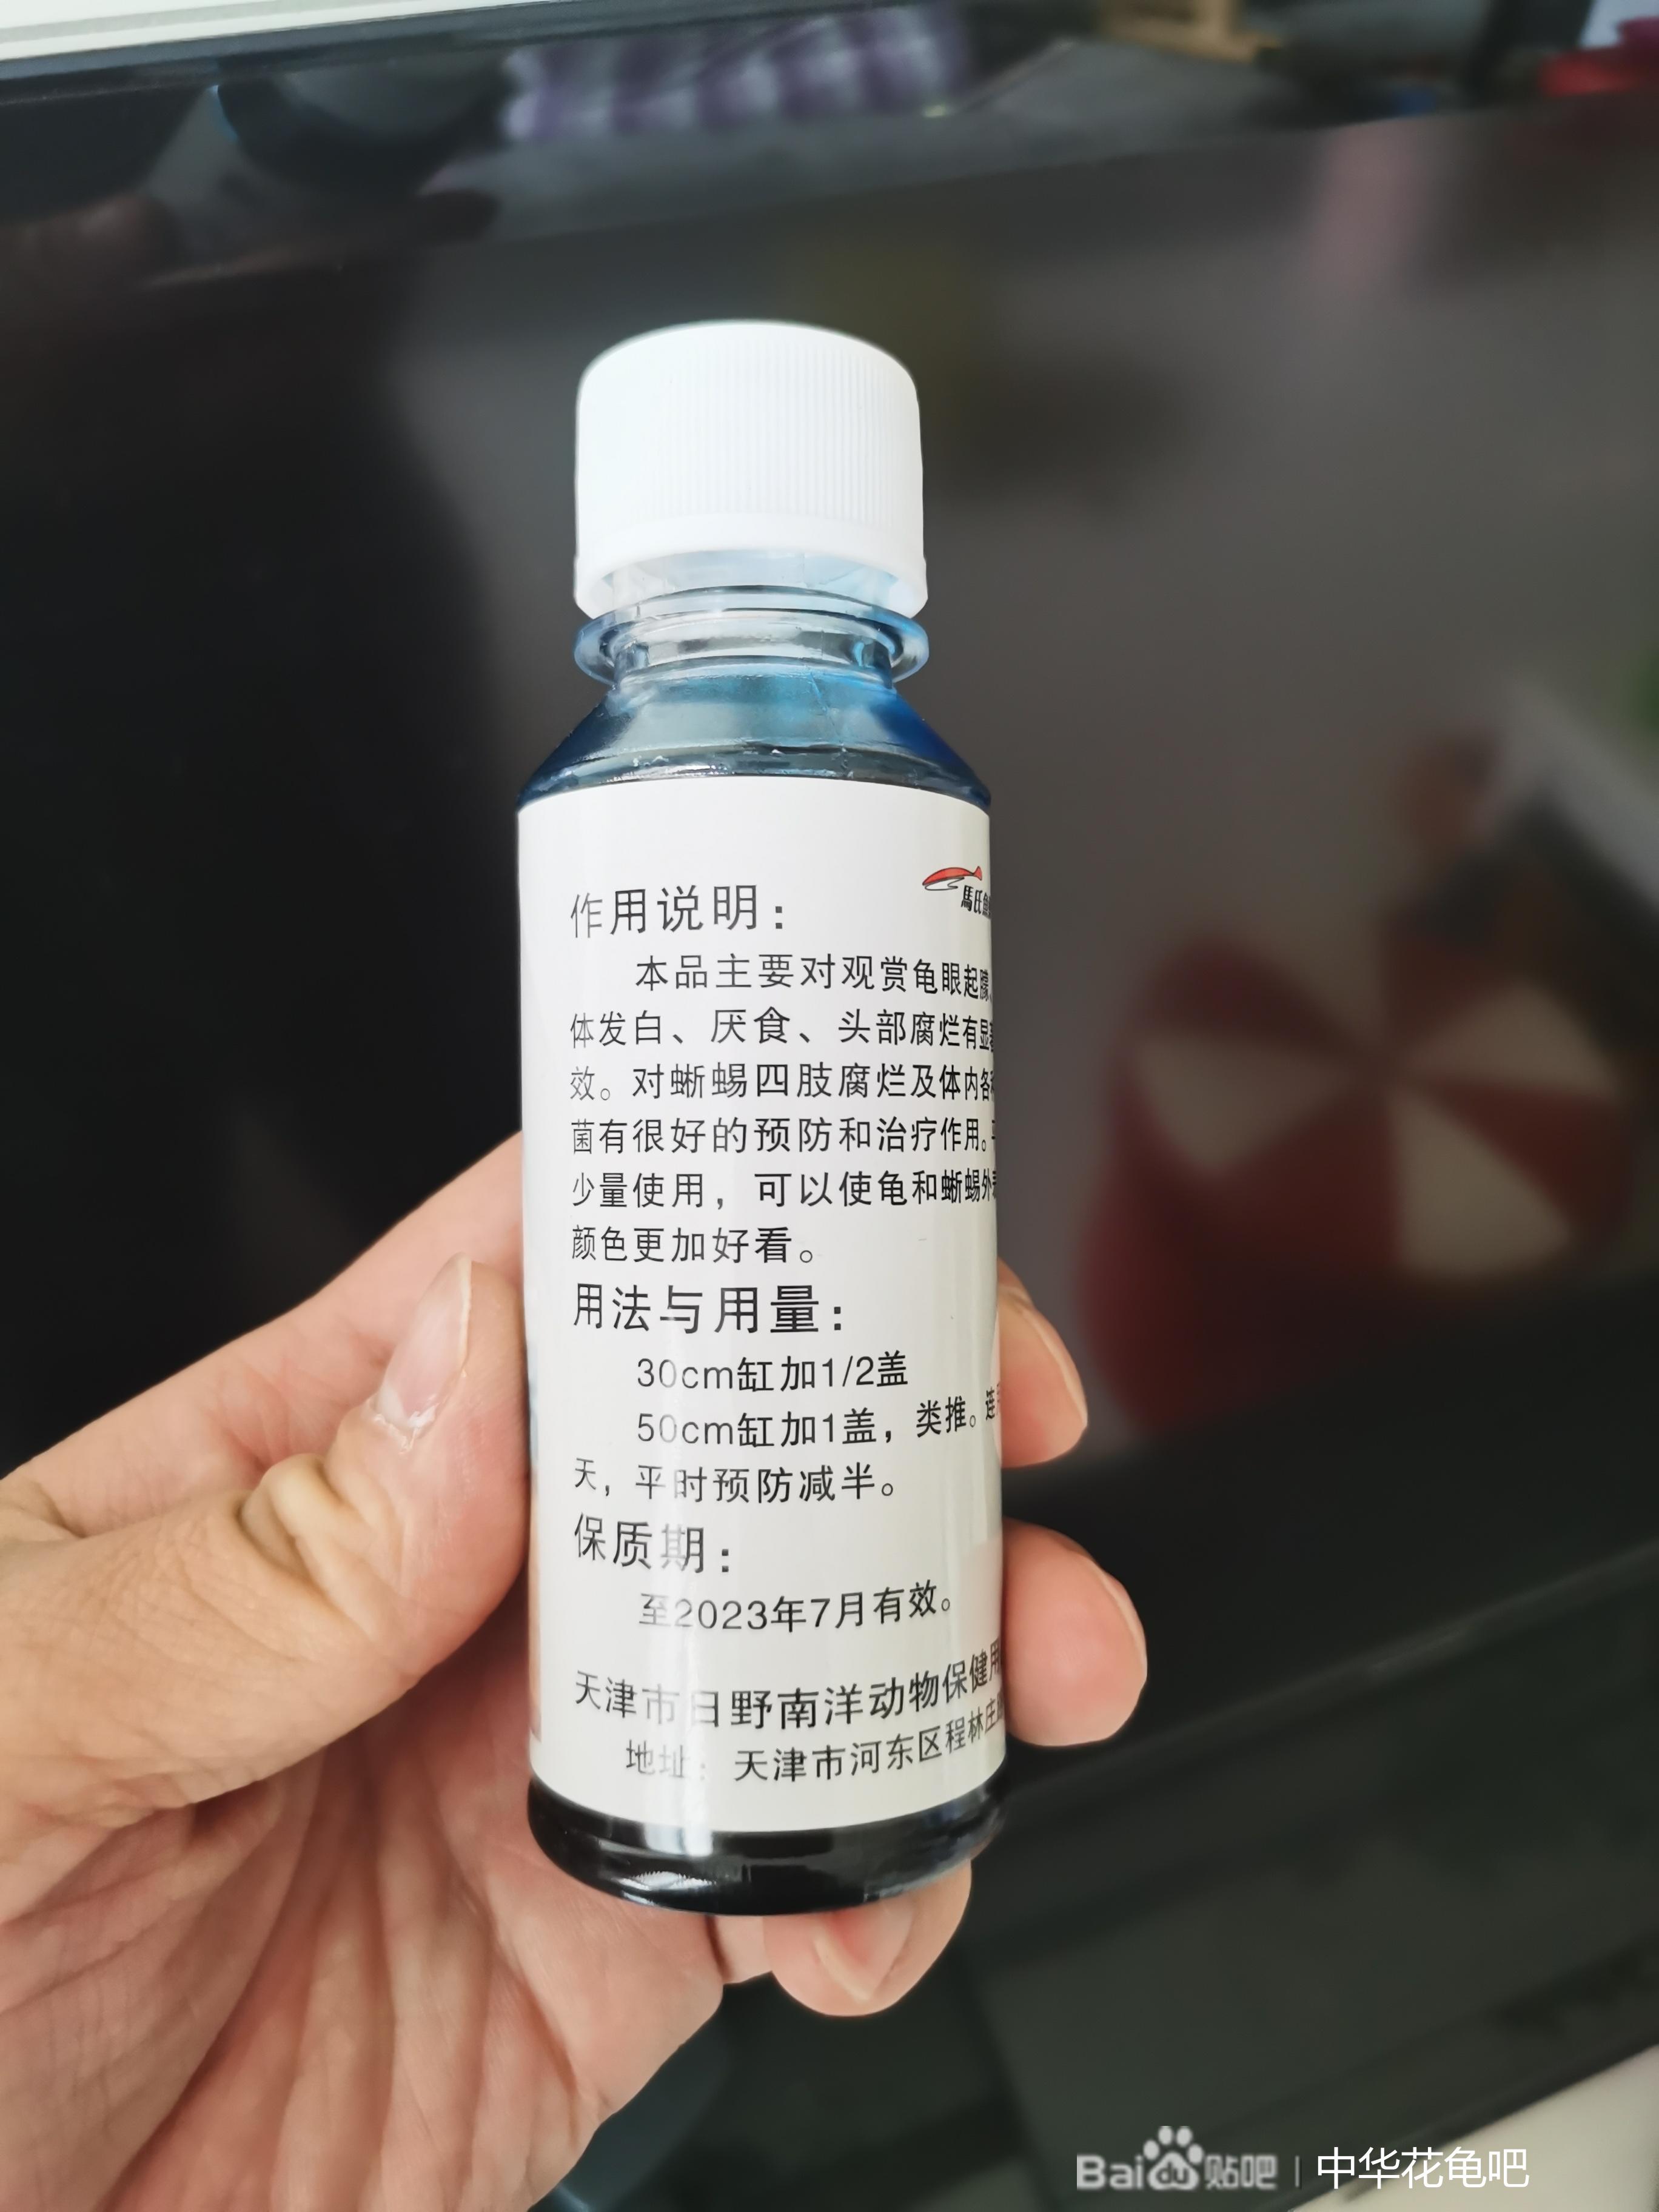 馬氏
作用说明：
本品主要对观赏龟眼起朦
体发白、厌食、头部腐烂有显
效。对蜥蜴四肢腐烂及体内各
菌有很好的预防和治疗作用。
少量使用，可以使龟和蜥蜴外
颜色更加好看。
用法与用量：
30cm缸加1/2盖
50cm缸加1盖，类推。连
天，平时预防减半。
保质期：
至2023年7月有效。
天津市日野南洋动物保健用
地址：天津市河东区程林庄
Bai du 贴吧 | 中华花龟吧